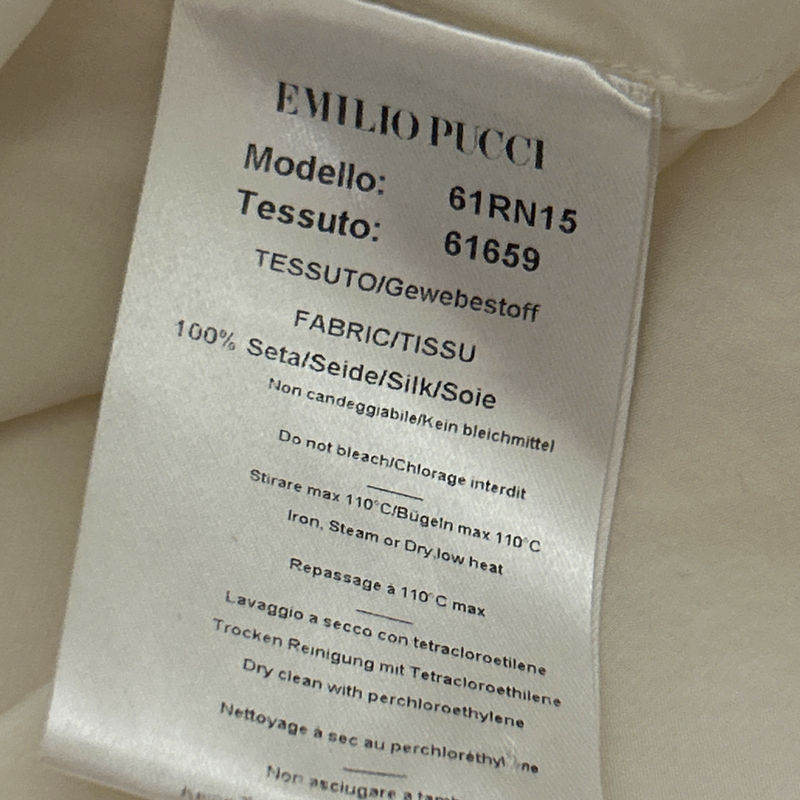 EMILIO PUCCI
Modello: 61RN15
Tessuto: 61659
TESSUTO/Gewebestoff
FABRIC/TISSU
100% Seta/Seide/Silk/Soie
Non candeggiabile/Kein bleichmittel
Do not bleach/Chlorage interdit
Stirare max 110°C/Bügeln max 110°C
Iron, Steam or Dry,low heat
Repassage à 110°C max
Lavaggio a secco con tetracloroetilene
Trocken Reinigung mit Tetracloroethilene
Dry clean with perchloroethylene
Nettoyage à sec au
Non asciugare a